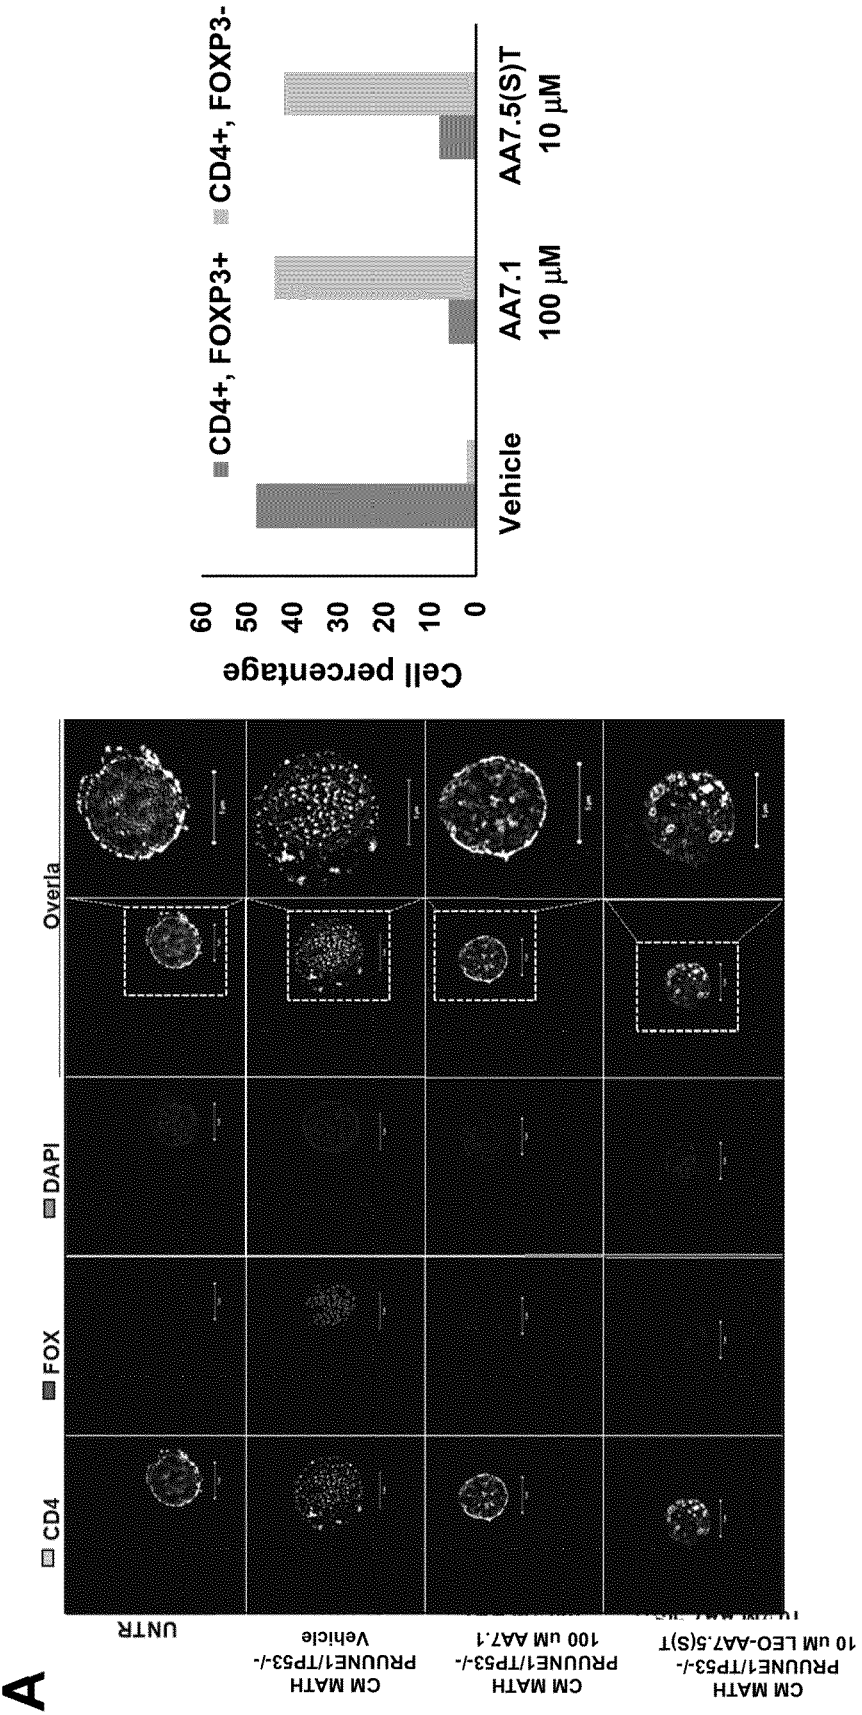 A
CD4
FOX
DAPI
Overla
UNTR
CM MATH
PRUUNE1/TP53-/-
Vehicle
CM MATH
PRUUNE1/TP53-/-
100 uM AA7.1
CM MATH
PRUUNE1/TP53-/-
10 uM LEO-AA7.5(S)T
CD4+, FOXP3+
CD4+, FOXP3-
Cell percentage
60
50
40
30
20
10
0
Vehicle
AA7.1
100 μM
AA7.5(S)T
10 μM